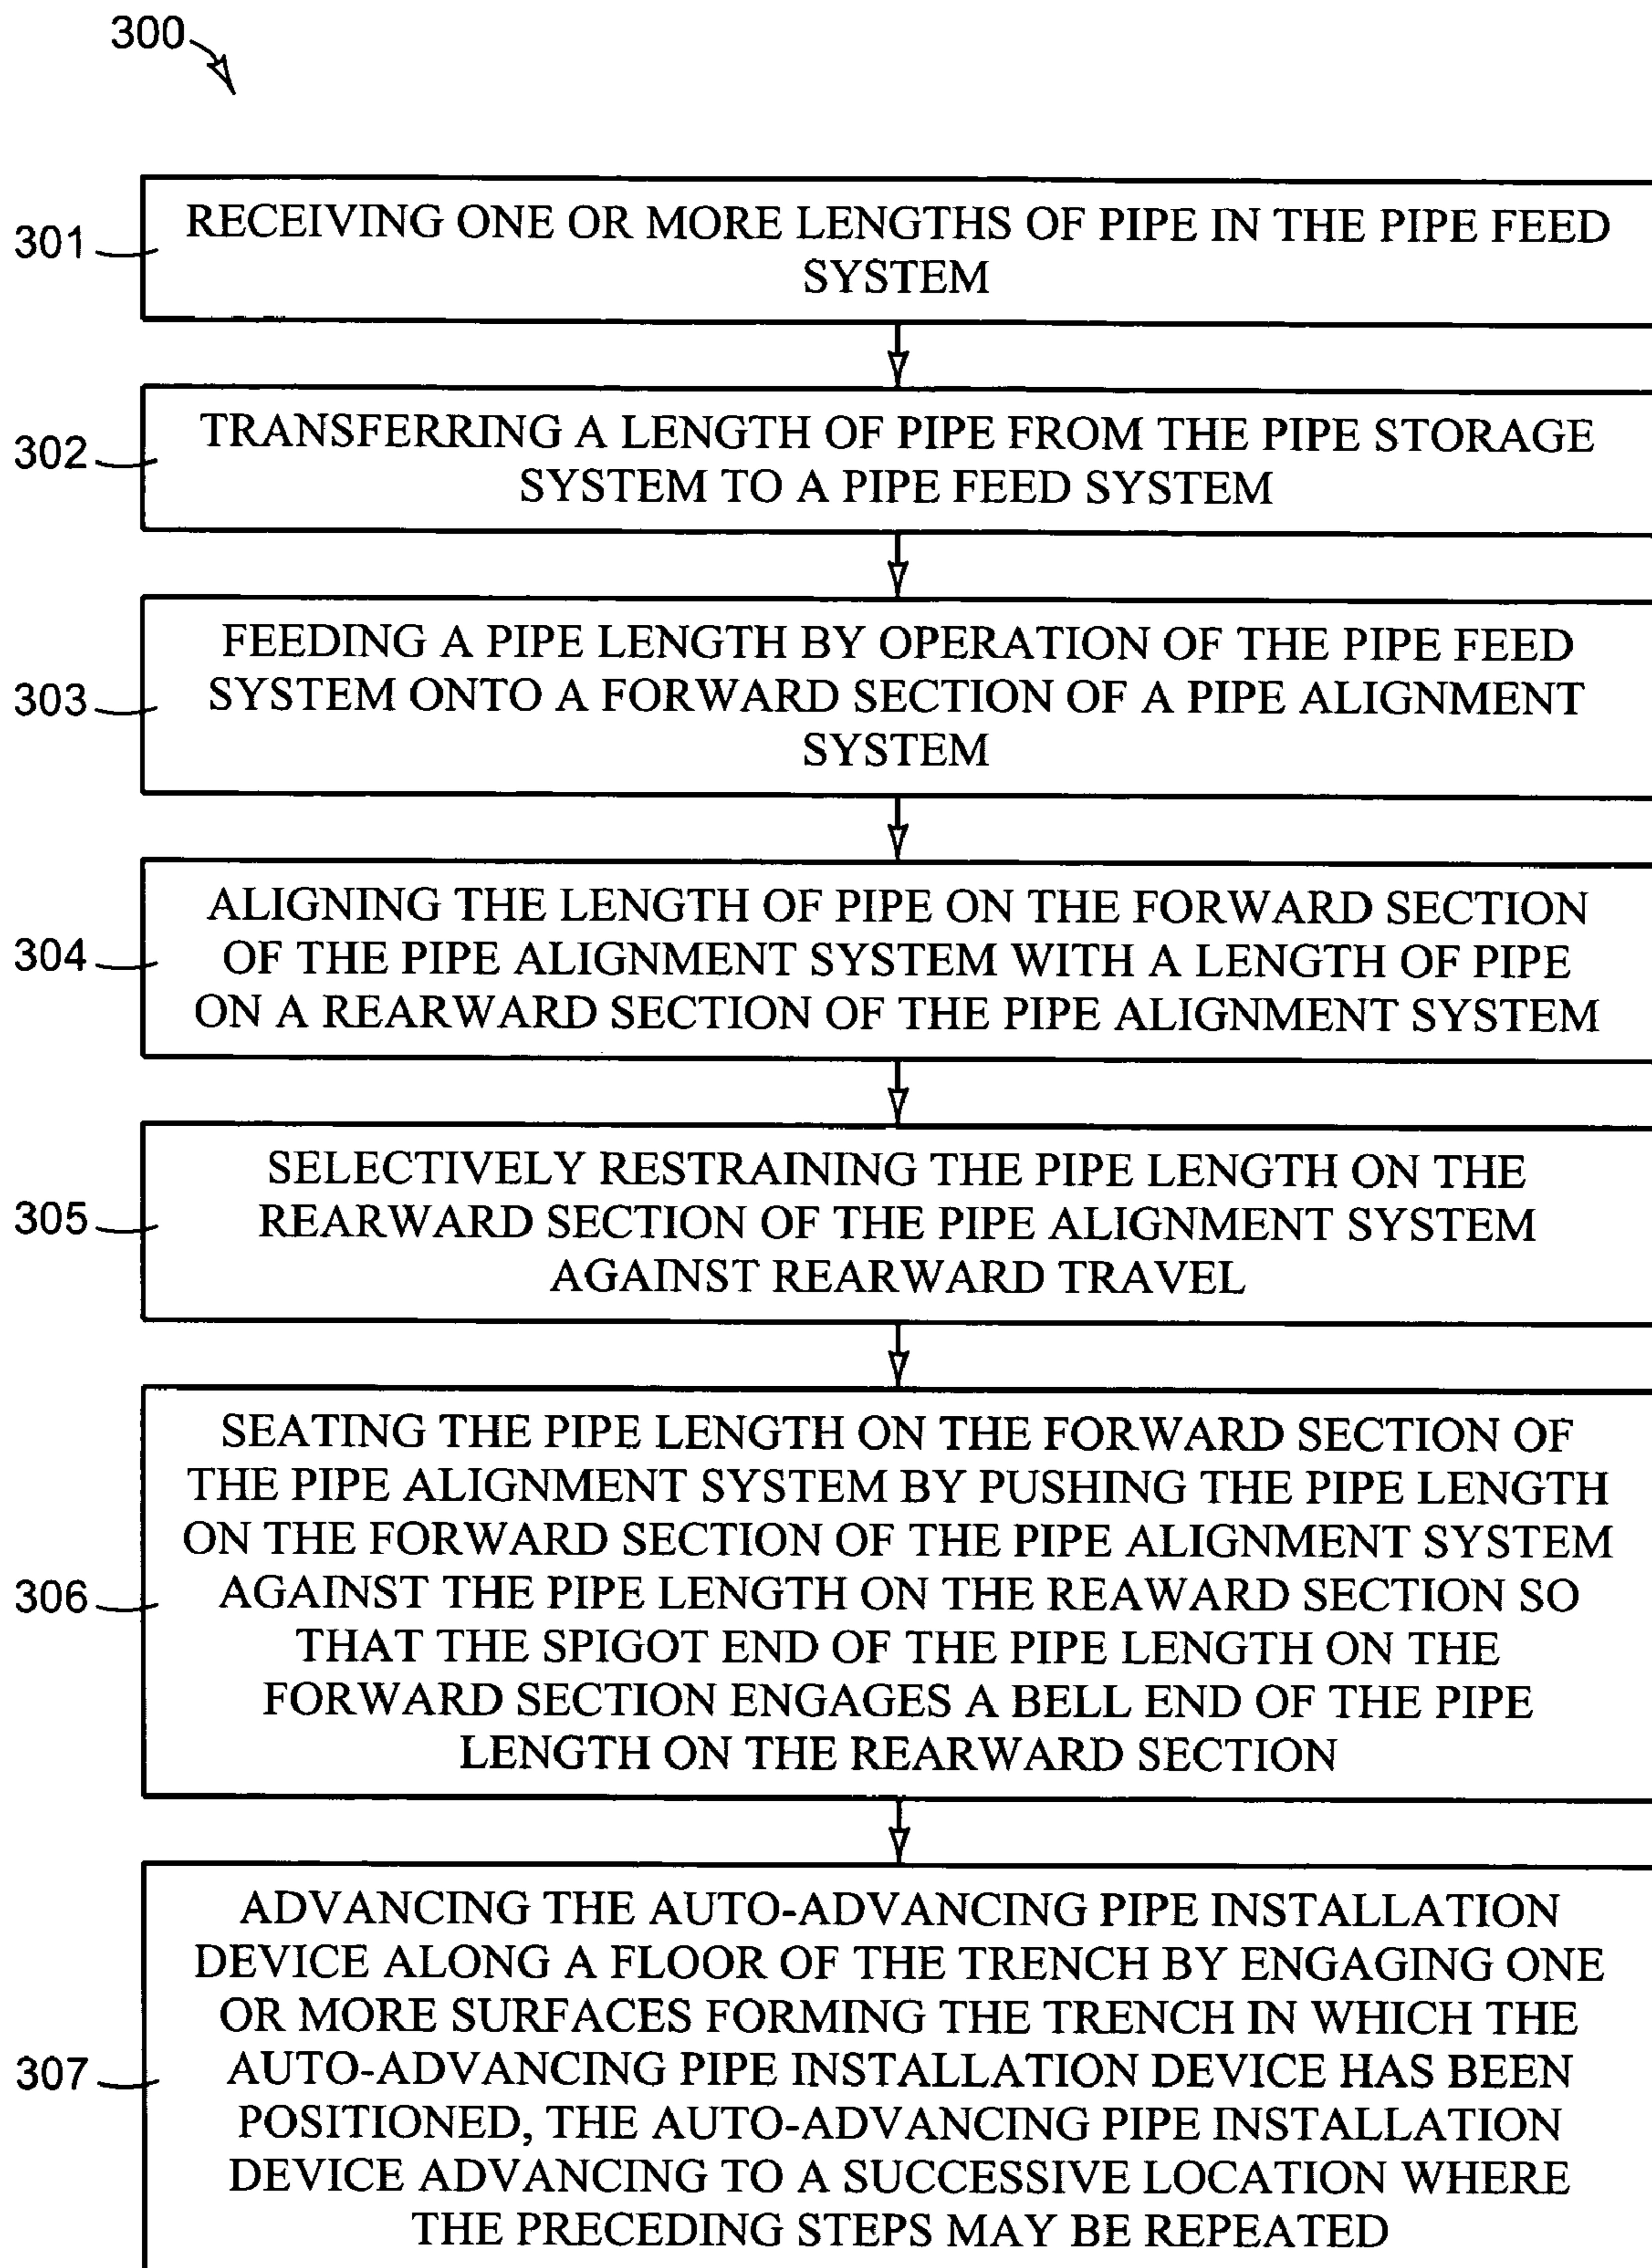 300
301
RECEIVING ONE OR MORE LENGTHS OF PIPE IN THE PIPE FEED
SYSTEM
302
TRANSFERRING A LENGTH OF PIPE FROM THE PIPE STORAGE
SYSTEM TO A PIPE FEED SYSTEM
303
FEEDING A PIPE LENGTH BY OPERATION OF THE PIPE FEED
SYSTEM ONTO A FORWARD SECTION OF A PIPE ALIGNMENT
SYSTEM
304
ALIGNING THE LENGTH OF PIPE ON THE FORWARD SECTION
OF THE PIPE ALIGNMENT SYSTEM WITH A LENGTH OF PIPE
ON A REARWARD SECTION OF THE PIPE ALIGNMENT SYSTEM
305
SELECTIVELY RESTRAINING THE PIPE LENGTH ON THE
REARWARD SECTION OF THE PIPE ALIGNMENT SYSTEM
AGAINST REARWARD TRAVEL
306
SEATING THE PIPE LENGTH ON THE FORWARD SECTION OF
THE PIPE ALIGNMENT SYSTEM BY PUSHING THE PIPE LENGTH
ON THE FORWARD SECTION OF THE PIPE ALIGNMENT SYSTEM
AGAINST THE PIPE LENGTH ON THE REAWARD SECTION SO
THAT THE SPIGOT END OF THE PIPE LENGTH ON THE
FORWARD SECTION ENGAGES A BELL END OF THE PIPE
LENGTH ON THE REARWARD SECTION
307
ADVANCING THE AUTO-ADVANCING PIPE INSTALLATION
DEVICE ALONG A FLOOR OF THE TRENCH BY ENGAGING ONE
OR MORE SURFACES FORMING THE TRENCH IN WHICH THE
AUTO-ADVANCING PIPE INSTALLATION DEVICE HAS BEEN
POSITIONED, THE AUTO-ADVANCING PIPE INSTALLATION
DEVICE ADVANCING TO A SUCCESSIVE LOCATION WHERE
THE PRECEDING STEPS MAY BE REPEATED